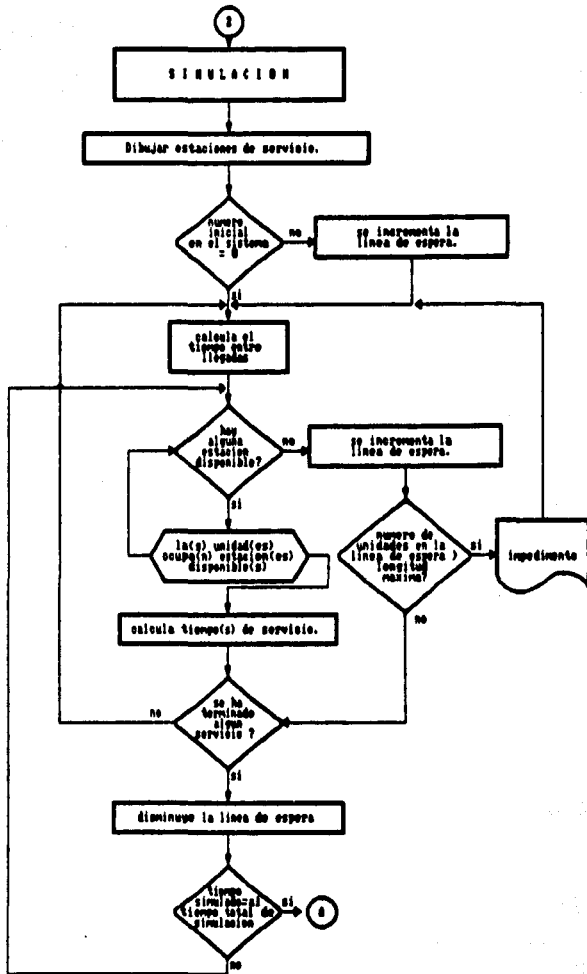 2
S I M U L A C I O N
Dibujar estaciones de servicio.
numero
inicial
en el sistema
= 0
no
se incrementa la
linea de espera.
si
calcula el
tiempo entre
llegadas
hay
alguna
estacion
disponible?
no
se incrementa la
linea de espera.
si
la(s) unidad(es)
ocupa(n) estacion(es)
disponible(s)
numero de
unidades en la
linea de espera )
longitud
maxima?
si
impedimento
no
calcula tiempo(s) de servicio.
se ha
terminado
algun
servicio ?
no
si
disminuye la linea de espera
tiempo
simulado=al
tiempo total de
simulacion
si
no